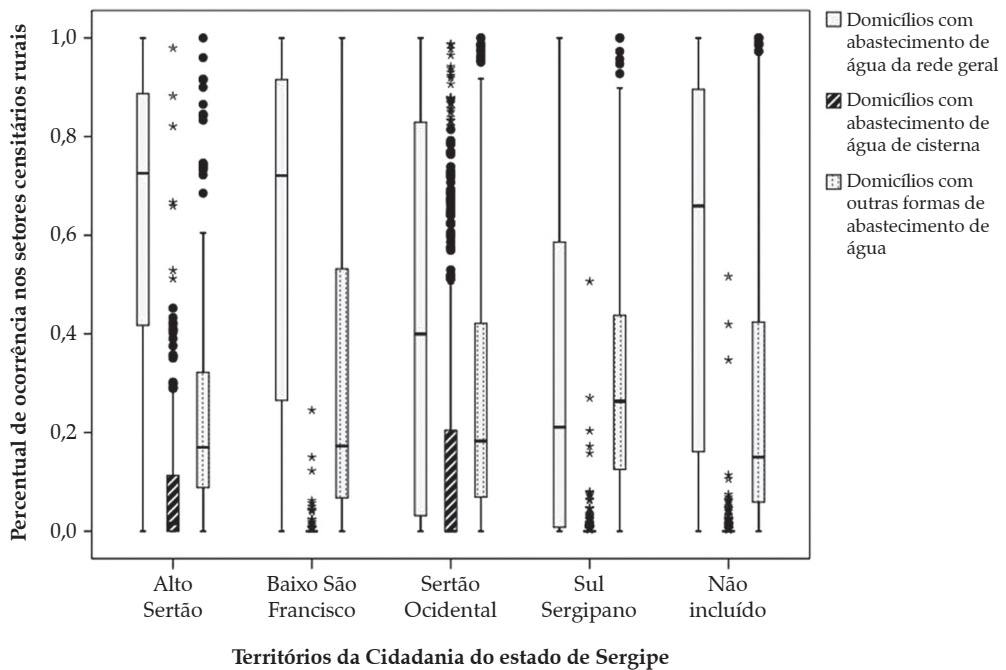 Percentual de ocorrência nos setores censitários rurais
1,0
0,8
0,6
0,4
0,2
0,0
Alto
Sertão
Baixo São
Francisco
Sertão
Ocidental
Sul
Sergipano
Não
incluído
Territórios da Cidadania do estado de Sergipe
Domicílios com
abastecimento de
água da rede geral
Domicílios com
abastecimento de
água de cisterna
Domicílios com
outras formas de
abastecimento de
água